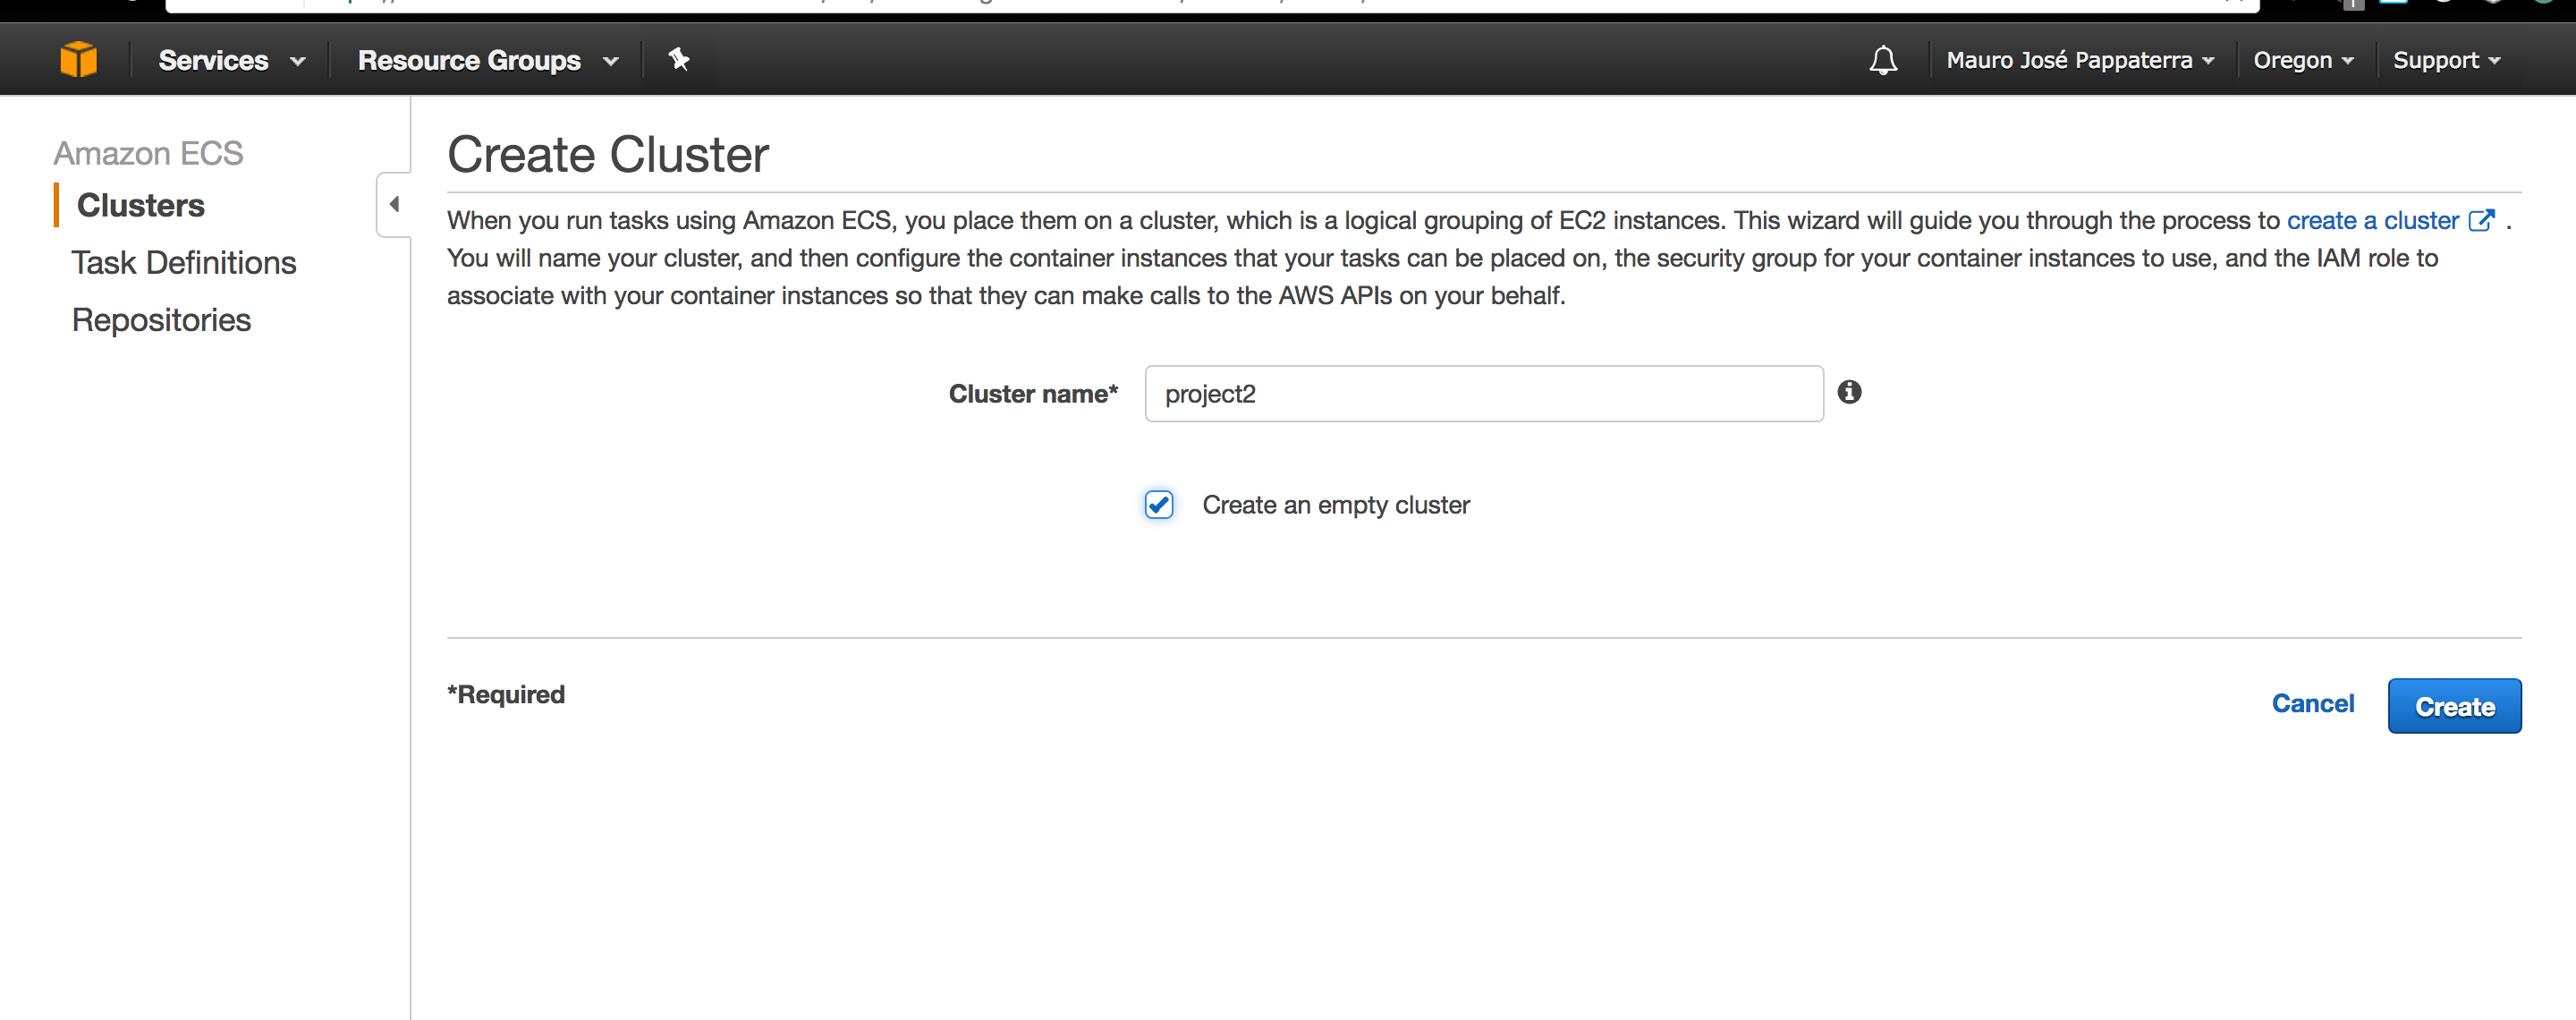 Services
Resource Groups
Mauro José Pappaterra
Oregon
Support
Amazon ECS
Clusters
Task Definitions
Repositories
Create Cluster
When you run tasks using Amazon ECS, you place them on a cluster, which is a logical grouping of EC2 instances. This wizard will guide you through the process to create a cluster .
You will name your cluster, and then configure the container instances that your tasks can be placed on, the security group for your container instances to use, and the IAM role to
associate with your container instances so that they can make calls to the AWS APIs on your behalf.
Cluster name* project2
Create an empty cluster
*Required
Cancel
Create